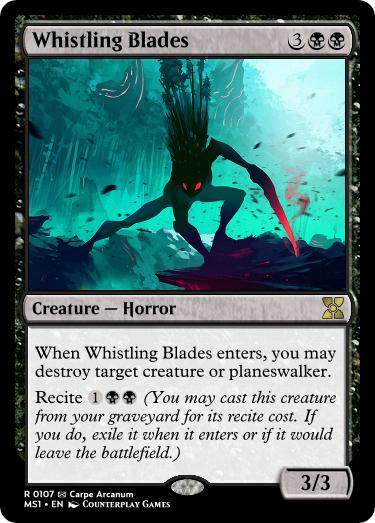 Whistling Blades 3
Creature — Horror
When Whistling Blades enters, you may
destroy target creature or planeswalker.
Recite 1 (You may cast this creature
from your graveyard for its recite cost. If
you do, exile it when it enters or if it would
leave the battlefield.)
3/3
R 0107 Carpe Arcanum
MS1 • EN Counterplay Games